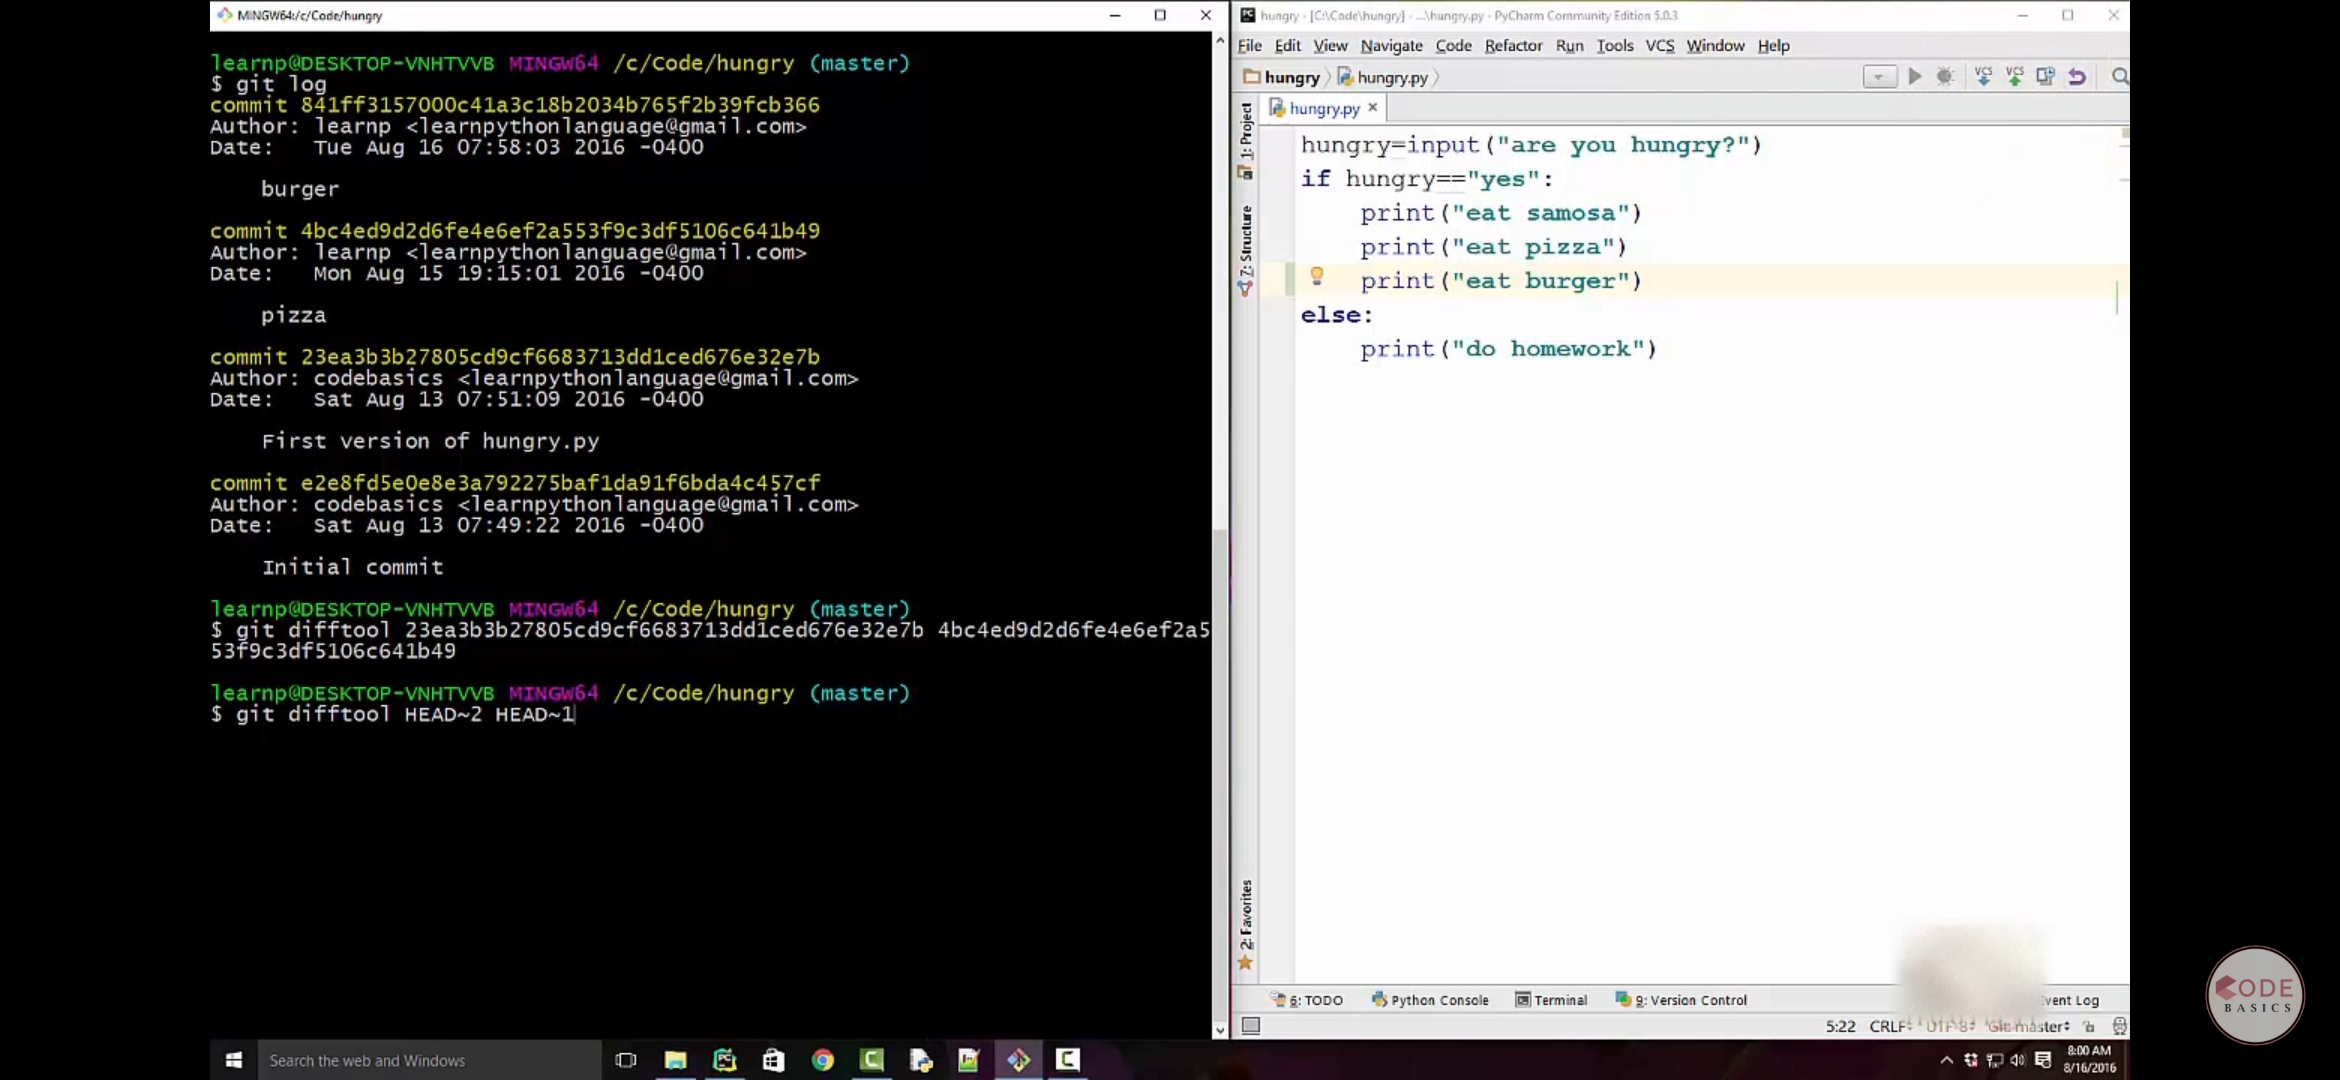 MINGW64:/c/Code/hungry
learnp@DESKTOP-VNHTVVB MINGW64 /c/Code/hungry (master)
$ git log
commit 841ff3157000c41a3c18b2034b765f2b39fcb366
Author: learnp <learnpythonlanguage@gmail.com>
Date:   Tue Aug 16 07:58:03 2016 -0400
burger
commit 4bc4ed9d2d6fe4e6ef2a553f9c3df5106c641b49
Author: learnp <learnpythonlanguage@gmail.com>
Date:   Mon Aug 15 19:15:01 2016 -0400
pizza
commit 23ea3b3b27805cd9cf6683713dd1ced676e32e7b
Author: codebasics <learnpythonlanguage@gmail.com>
Date:   Sat Aug 13 07:51:09 2016 -0400
First version of hungry.py
commit e2e8fd5e0e8e3a792275baf1da91f6bda4c457cf
Author: codebasics <learnpythonlanguage@gmail.com>
Date:   Sat Aug 13 07:49:22 2016 -0400
Initial commit
learnp@DESKTOP-VNHTVVB MINGW64 /c/Code/hungry (master)
$ git difftool 23ea3b3b27805cd9cf6683713dd1ced676e32e7b 4bc4ed9d2d6fe4e6ef2a5
53f9c3df5106c641b49
learnp@DESKTOP-VNHTVVB MINGW64 /c/Code/hungry (master)
$ git difftool HEAD~2 HEAD~1
hungry - [C:\Code\hungry] - ...\hungry.py - PyCharm Community Edition 5.0.3
File Edit View Navigate Code Refactor Run Tools VCS Window Help
hungry hungry.py
VCS VCS
hungry.py
1: Project
7: Structure
2: Favorites
hungry=input("are you hungry?")
if hungry=="yes":
    print("eat samosa")
    print("eat pizza")
    print("eat burger")
else:
    print("do homework")
6: TODO Python Console Terminal 9: Version Control Event Log
5:22 CRLF UTF-8 Git: master
CODE
BASICS
Search the web and Windows
8:00 AM
8/16/2016